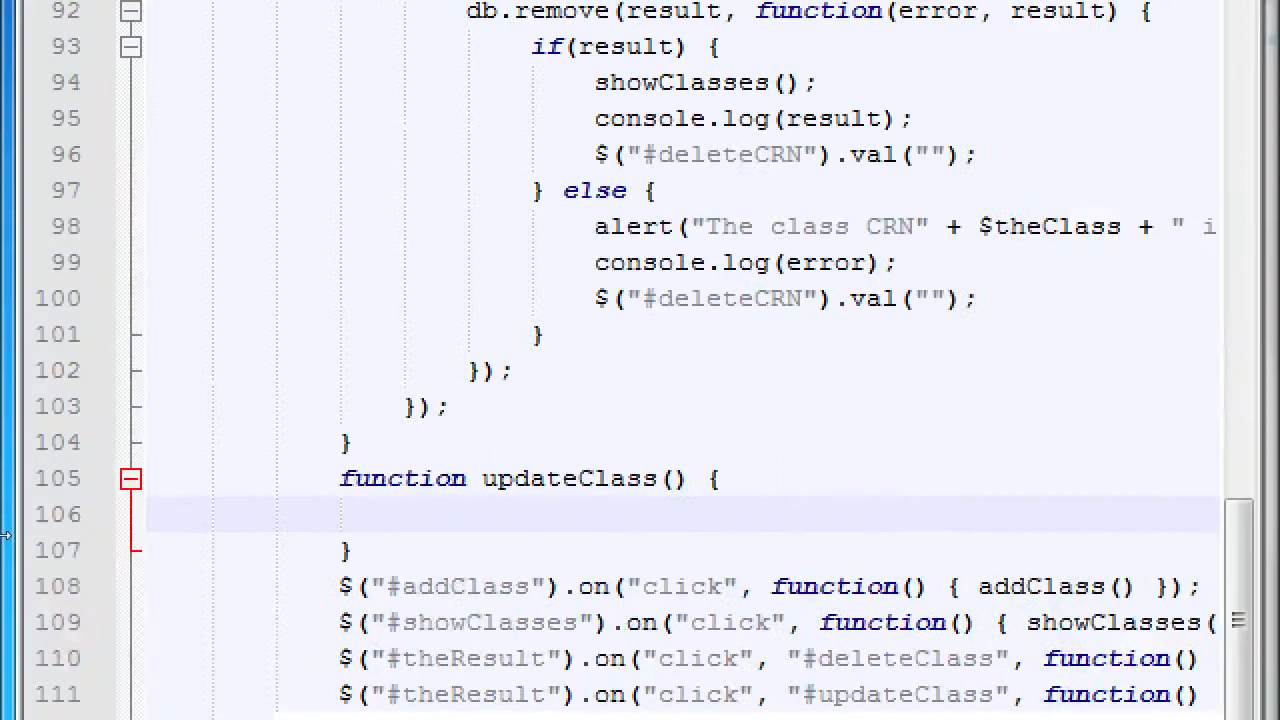 92 db.remove(result, function(error, result) {
93 if(result) {
94 showClasses();
95 console.log(result);
96 $("#deleteCRN").val("");
97 } else {
98 alert("The class CRN" + $theClass + " i
99 console.log(error);
100 $("#deleteCRN").val("");
101 }
102 });
103 });
104 }
105 function updateClass() {
106
107 }
108 $("#addClass").on("click", function() { addClass() });
109 $("#showClasses").on("click", function() { showClasses(
110 $("#theResult").on("click", "#deleteClass", function()
111 $("#theResult").on("click", "#updateClass", function()